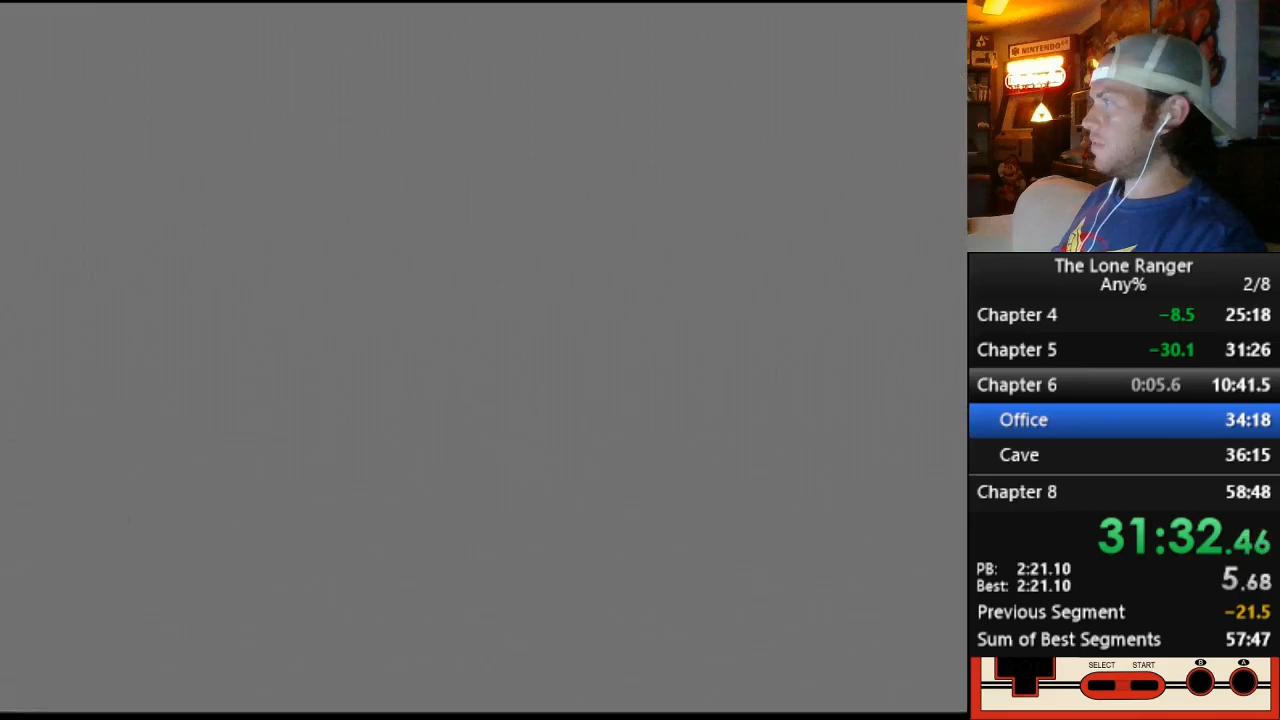 NINTENDO
The Lone Ranger
Any% 2/8
Chapter 4 −8.5 25:18
Chapter 5 −30.1 31:26
Chapter 6 0:05.6 10:41.5
Office 34:18
Cave 36:15
Chapter 8 58:48
31:32.46
PB: 2:21.10
Best: 2:21.10
5.68
Previous Segment −21.5
Sum of Best Segments 57:47
SELECT START B A